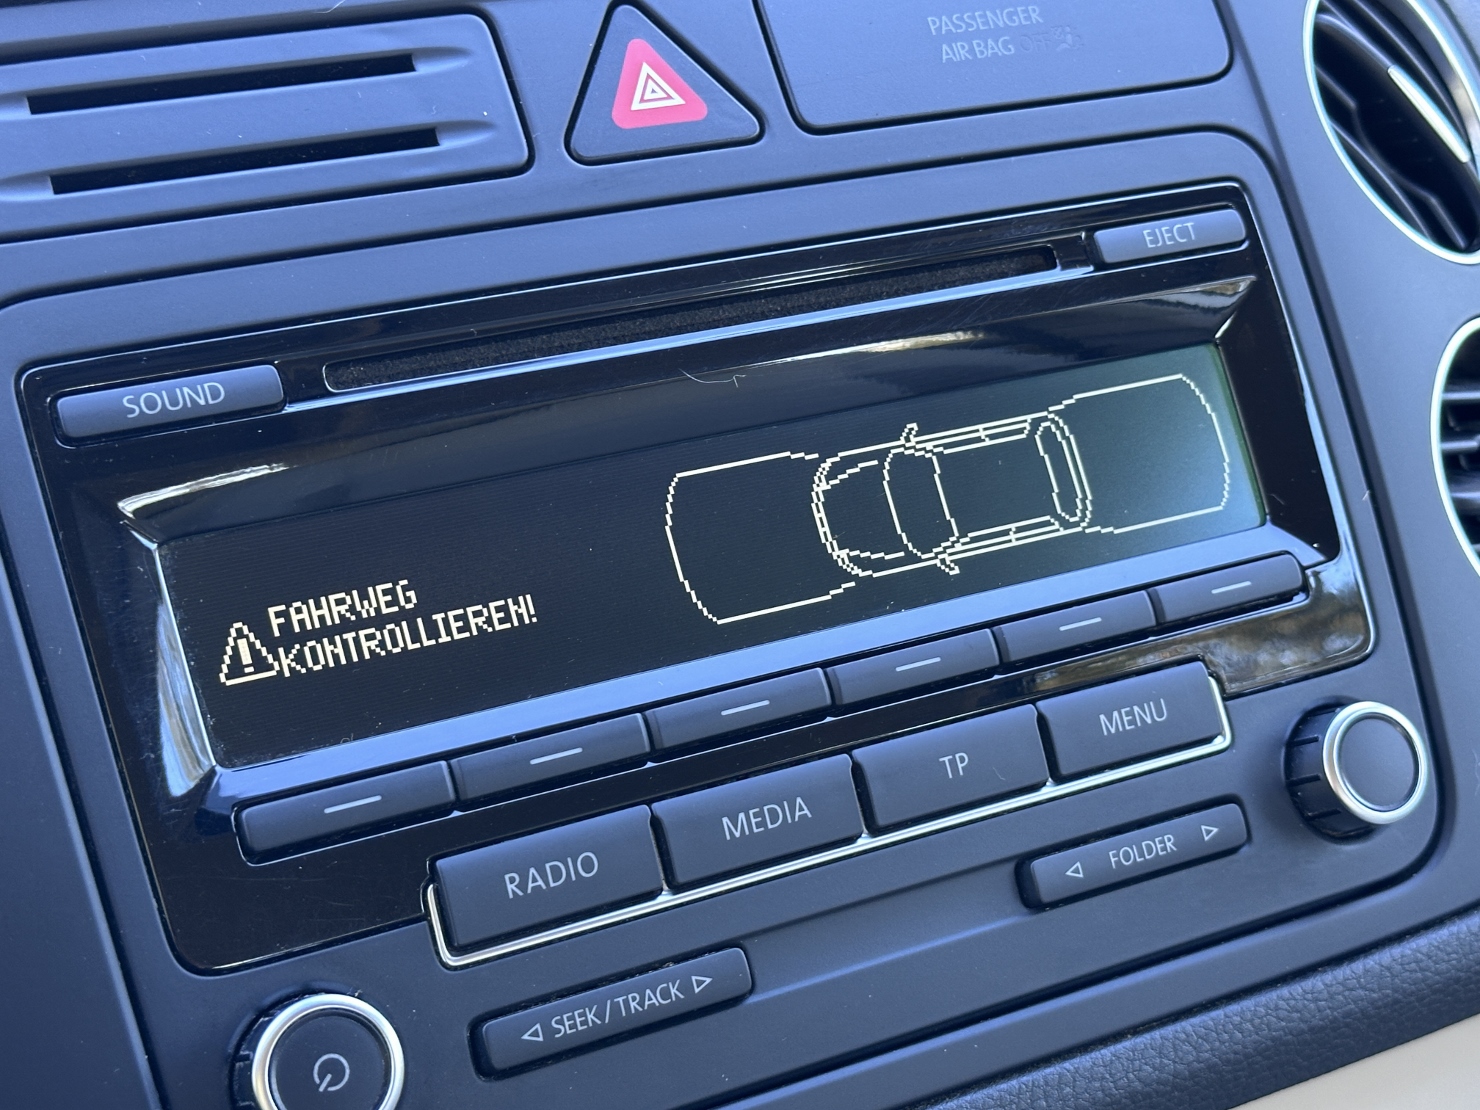 PASSENGER
AIR BAG OFF
EJECT
SOUND
FAHRWEG
KONTROLLIEREN!
MENU
TP
MEDIA
RADIO
FOLDER
SEEK / TRACK